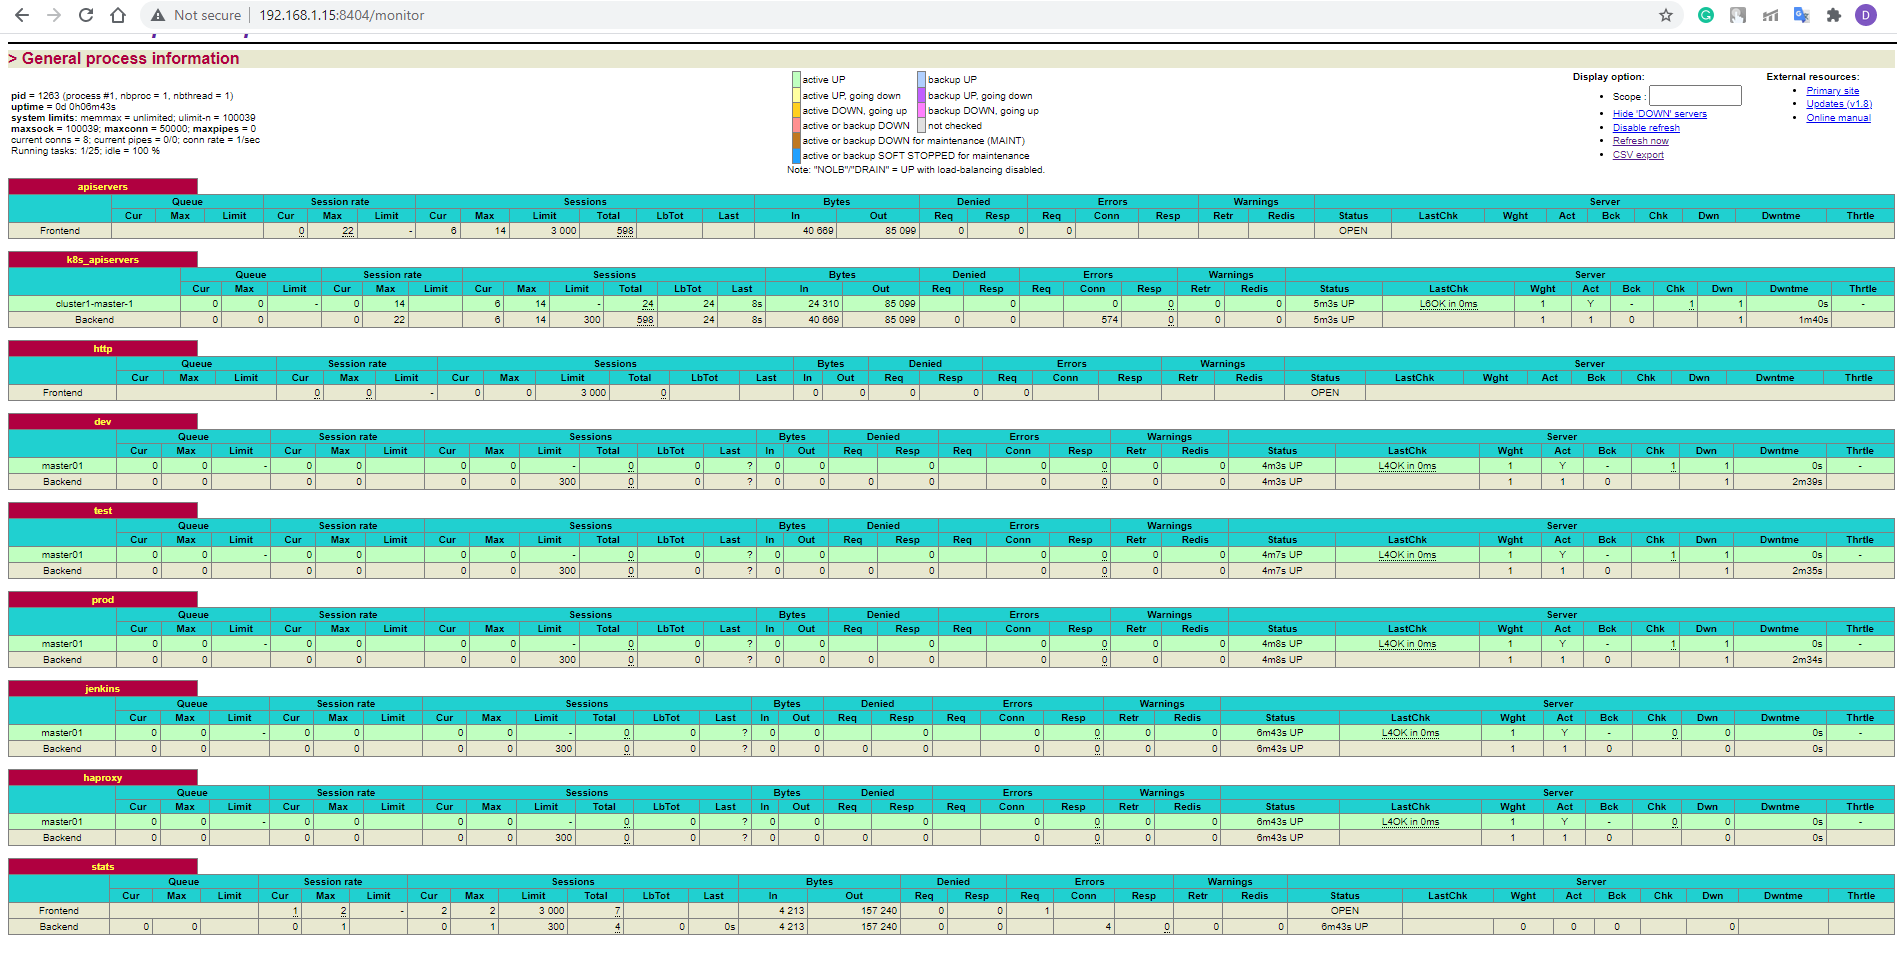 Not secure 192.168.1.15:8404/monitor
D
> General process information
pid = 1263 (process #1, nbproc = 1, nbthread = 1)
uptime = 0d 0h06m43s
system limits: memmax = unlimited; ulimit-n = 100039
maxsock = 100039; maxconn = 50000; maxpipes = 0
current conns = 8; current pipes = 0/0; conn rate = 1/sec
Running tasks: 1/25; idle = 100 %
active UP backup UP
active UP, going down backup UP, going down
active DOWN, going up backup DOWN, going up
active or backup DOWN not checked
active or backup DOWN for maintenance (MAINT)
active or backup SOFT STOPPED for maintenance
Note: "NOLB"/"DRAIN" = UP with load-balancing disabled.
Display option:
Scope :
Hide 'DOWN' servers
Disable refresh
Refresh now
CSV export
External resources:
Primary site
Updates (v1.8)
Online manual
apiservers
Queue Session rate Sessions Bytes Denied Errors Warnings Server
Cur Max Limit Cur Max Limit Cur Max Limit Total LbTot Last In Out Req Resp Req Conn Resp Retr Redis Status LastChk Wght Act Bck Chk Dwn Dwntme Thrtle
Frontend 0 22 - 6 14 3 000 598 40 669 85 099 0 0 0 OPEN
k8s_apiservers
Queue Session rate Sessions Bytes Denied Errors Warnings Server
Cur Max Limit Cur Max Limit Cur Max Limit Total LbTot Last In Out Req Resp Req Conn Resp Retr Redis Status LastChk Wght Act Bck Chk Dwn Dwntme Thrtle
cluster1-master-1 0 0 - 0 14 6 14 - 24 24 8s 24 310 85 099 0 0 0 0 0 5m3s UP L6OK in 0ms 1 Y - 1 1 0s -
Backend 0 0 0 22 6 14 300 598 24 8s 40 669 85 099 0 0 574 0 0 0 5m3s UP 1 1 0 1 1m40s
http
Queue Session rate Sessions Bytes Denied Errors Warnings Server
Cur Max Limit Cur Max Limit Cur Max Limit Total LbTot Last In Out Req Resp Req Conn Resp Retr Redis Status LastChk Wght Act Bck Chk Dwn Dwntme Thrtle
Frontend 0 0 - 0 0 3 000 0 0 0 0 0 0 OPEN
dev
Queue Session rate Sessions Bytes Denied Errors Warnings Server
Cur Max Limit Cur Max Limit Cur Max Limit Total LbTot Last In Out Req Resp Req Conn Resp Retr Redis Status LastChk Wght Act Bck Chk Dwn Dwntme Thrtle
master01 0 0 - 0 0 0 0 - 0 0 ? 0 0 0 0 0 0 0 4m3s UP L4OK in 0ms 1 Y - 1 1 0s -
Backend 0 0 0 0 0 0 300 0 0 ? 0 0 0 0 0 0 0 0 4m3s UP 1 1 0 1 2m39s
test
Queue Session rate Sessions Bytes Denied Errors Warnings Server
Cur Max Limit Cur Max Limit Cur Max Limit Total LbTot Last In Out Req Resp Req Conn Resp Retr Redis Status LastChk Wght Act Bck Chk Dwn Dwntme Thrtle
master01 0 0 - 0 0 0 0 - 0 0 ? 0 0 0 0 0 0 0 4m7s UP L4OK in 0ms 1 Y - 1 1 0s -
Backend 0 0 0 0 0 0 300 0 0 ? 0 0 0 0 0 0 0 0 4m7s UP 1 1 0 1 2m35s
prod
Queue Session rate Sessions Bytes Denied Errors Warnings Server
Cur Max Limit Cur Max Limit Cur Max Limit Total LbTot Last In Out Req Resp Req Conn Resp Retr Redis Status LastChk Wght Act Bck Chk Dwn Dwntme Thrtle
master01 0 0 - 0 0 0 0 - 0 0 ? 0 0 0 0 0 0 0 4m8s UP L4OK in 0ms 1 Y - 1 1 0s -
Backend 0 0 0 0 0 0 300 0 0 ? 0 0 0 0 0 0 0 0 4m8s UP 1 1 0 1 2m34s
jenkins
Queue Session rate Sessions Bytes Denied Errors Warnings Server
Cur Max Limit Cur Max Limit Cur Max Limit Total LbTot Last In Out Req Resp Req Conn Resp Retr Redis Status LastChk Wght Act Bck Chk Dwn Dwntme Thrtle
master01 0 0 - 0 0 0 0 - 0 0 ? 0 0 0 0 0 0 0 6m43s UP L4OK in 0ms 1 Y - 0 0 0s -
Backend 0 0 0 0 0 0 300 0 0 ? 0 0 0 0 0 0 0 0 6m43s UP 1 1 0 0 0s
haproxy
Queue Session rate Sessions Bytes Denied Errors Warnings Server
Cur Max Limit Cur Max Limit Cur Max Limit Total LbTot Last In Out Req Resp Req Conn Resp Retr Redis Status LastChk Wght Act Bck Chk Dwn Dwntme Thrtle
master01 0 0 - 0 0 0 0 - 0 0 ? 0 0 0 0 0 0 0 6m43s UP L4OK in 0ms 1 Y - 0 0 0s -
Backend 0 0 0 0 0 0 300 0 0 ? 0 0 0 0 0 0 0 0 6m43s UP 1 1 0 0 0s
stats
Queue Session rate Sessions Bytes Denied Errors Warnings Server
Cur Max Limit Cur Max Limit Cur Max Limit Total LbTot Last In Out Req Resp Req Conn Resp Retr Redis Status LastChk Wght Act Bck Chk Dwn Dwntme Thrtle
Frontend 1 2 - 2 2 3 000 7 4 213 157 240 0 0 1 OPEN
Backend 0 0 0 1 0 1 300 4 0 0s 4 213 157 240 0 0 4 0 0 0 6m43s UP 0 0 0 0